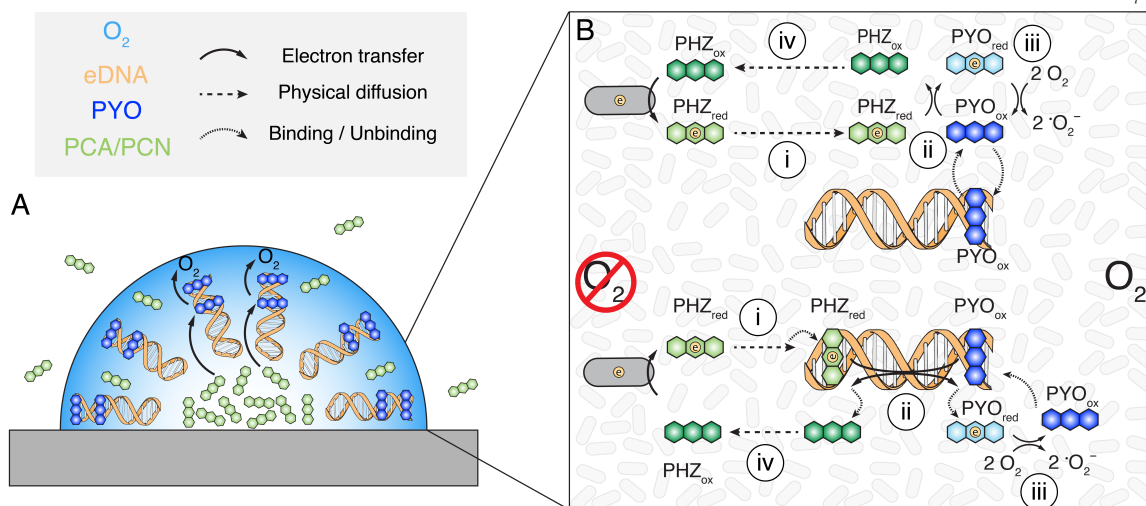 O2
eDNA
PYO
PCA/PCN
Electron transfer
Physical diffusion
Binding / Unbinding
A
O2
O2
B
PHZox
iv
PHZox
PYOred
iii
e
e
2 O2
PHZred
PHZred
PYOox
2 •O2−
e
e
i
ii
PYOox
O2
O2
PHZred
i
PHZred
PYOox
e
e
e
ii
PYOox
PYOred
e
PHZox
iv
2 O2
2 •O2−
iii